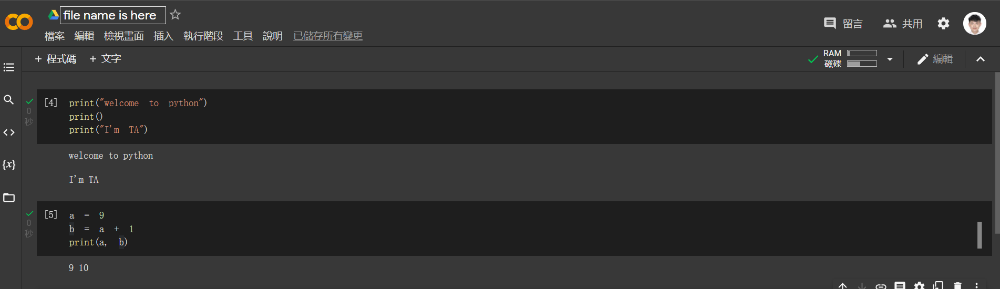 file name is here
留言 共用
檔案 編輯 檢視畫面 插入 執行階段 工具 說明 已儲存所有變更
+ 程式碼 + 文字
RAM
磁碟
編輯
[4] print("welcome to python")
0
秒
print()
print("I'm TA")
welcome to python
I'm TA
[5] a = 9
0
秒
b = a + 1
print(a, b)
9 10